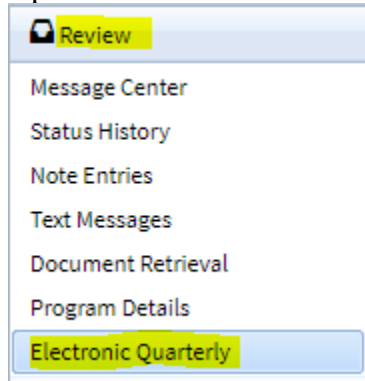 Review
Message Center
Status History
Note Entries
Text Messages
Document Retrieval
Program Details
Electronic Quarterly